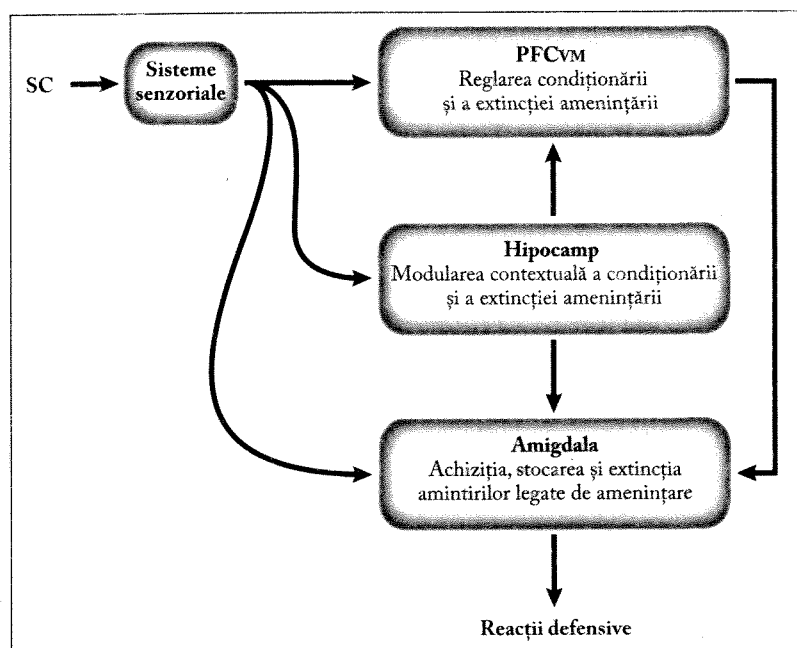 SC
Sisteme
senzoriale
PFCVM
Reglarea condiționării
și a extincției amenințării
Hipocamp
Modularea contextuală a condiționării
și a extincției amenințării
Amigdala
Achiziția, stocarea și extincția
amintirilor legate de amenințare
Reacții defensive